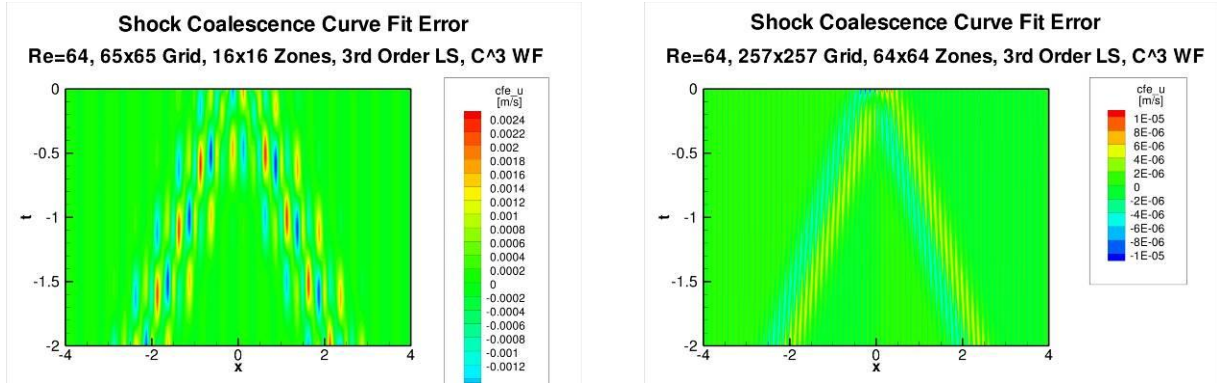 Shock Coalescence Curve Fit Error
Re=64, 65x65 Grid, 16x16 Zones, 3rd Order LS, C^3 WF
cfe_u
[m/s]
0.0024
0.0022
0.002
0.0018
0.0016
0.0014
0.0012
0.001
0.0008
0.0006
0.0004
0.0002
0
-0.0002
-0.0004
-0.0006
-0.0008
-0.001
-0.0012
0
-0.5
-1
-1.5
-2
t
-4
-2
0
2
4
x
Shock Coalescence Curve Fit Error
Re=64, 257x257 Grid, 64x64 Zones, 3rd Order LS, C^3 WF
cfe_u
[m/s]
1E-05
8E-06
6E-06
4E-06
2E-06
0
-2E-06
-4E-06
-6E-06
-8E-06
-1E-05
0
-0.5
-1
-1.5
-2
t
-4
-2
0
2
4
x